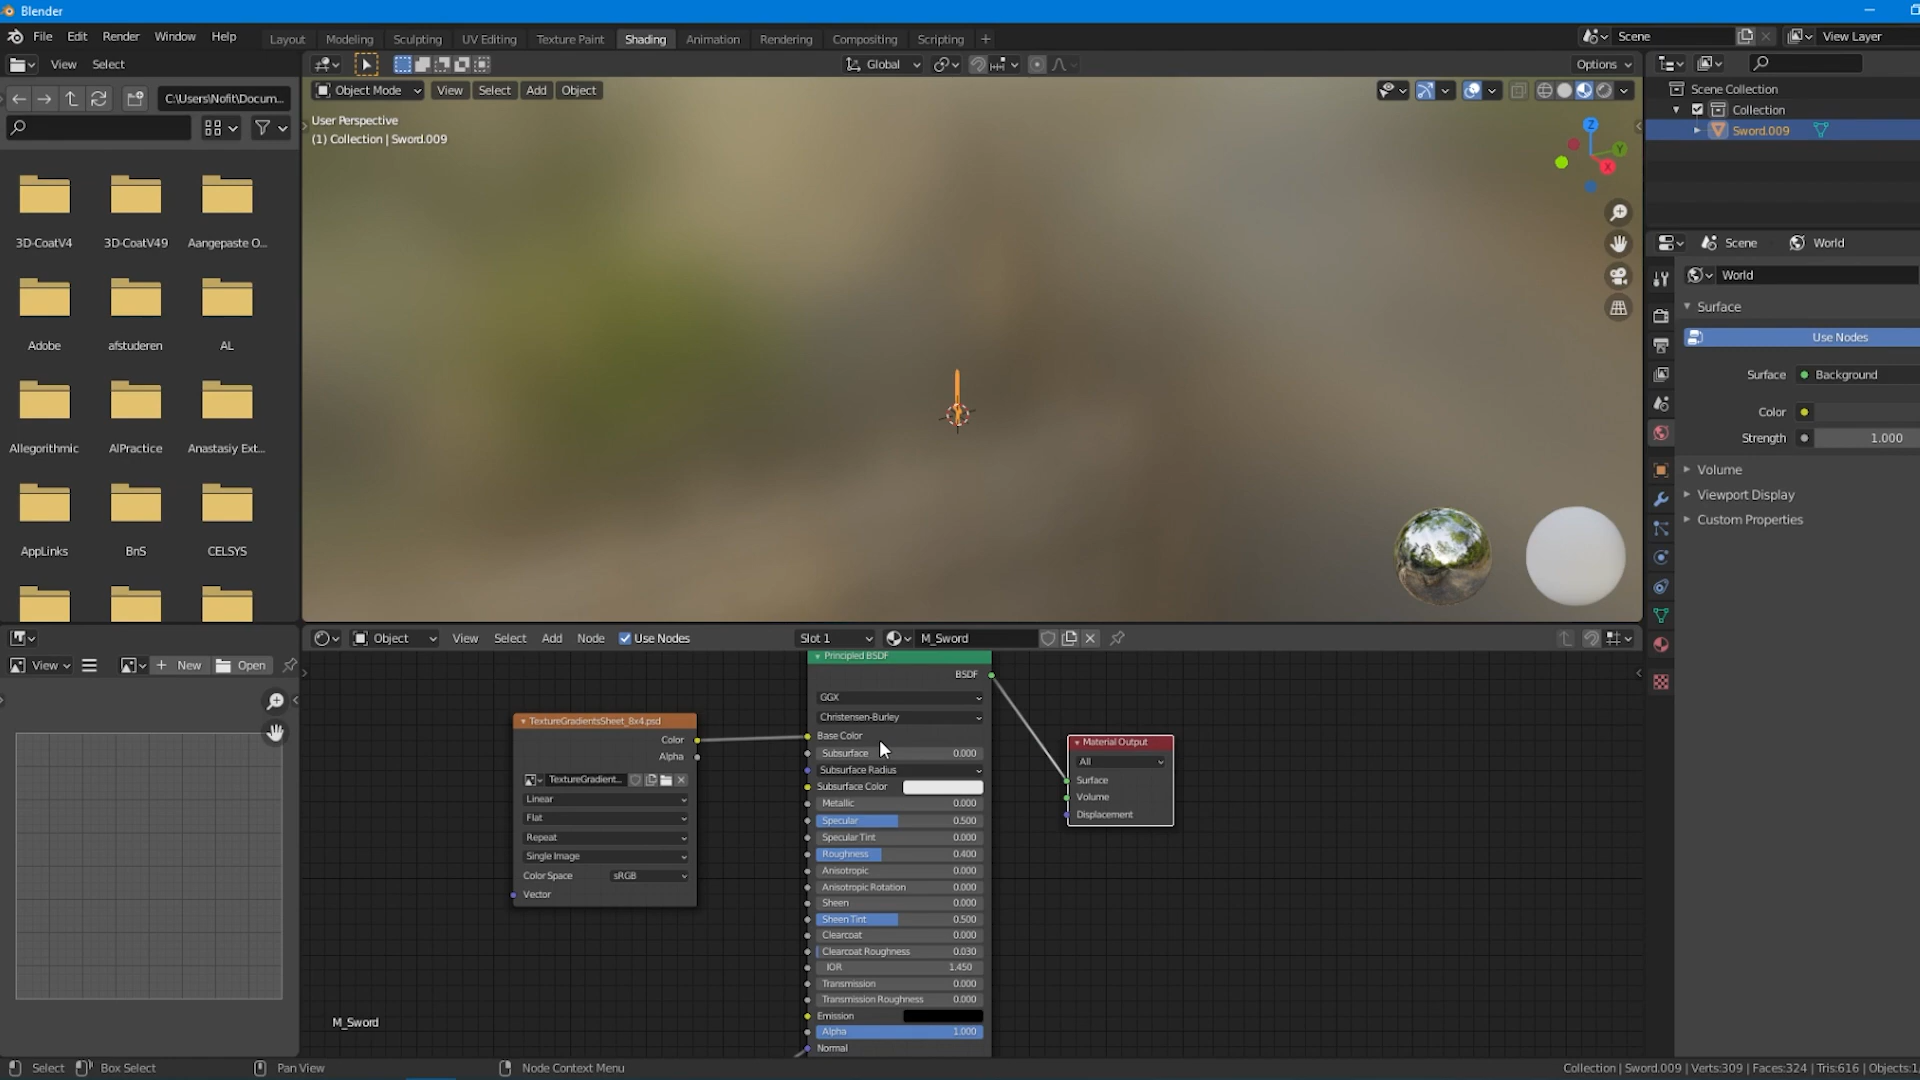 Blender
File Edit Render Window Help
Layout Modeling Sculpting UV Editing Texture Paint Shading Animation Rendering Compositing Scripting +
Scene
View Layer
View Select
Global
Options
C:\Users\Nofit\Docum...
Object Mode View Select Add Object
User Perspective
(1) Collection | Sword.009
Z
Y
X
3D-CoatV4 3D-CoatV49 Aangepaste O...
Adobe afstuderen AL
Allegorithmic AIPractice Anastasiy Ext...
AppLinks BnS CELSYS
Scene Collection
Collection
Sword.009
Scene World
World
Surface
Use Nodes
Surface Background
Color
Strength 1.000
Volume
Viewport Display
Custom Properties
View + New Open
Object View Select Add Node Use Nodes
Slot 1 M_Sword
TextureGradientsSheet_8x4.psd
Color
Alpha
TextureGradient...
Linear
Flat
Repeat
Single Image
Color Space sRGB
Vector
Principled BSDF
BSDF
GGX
Christensen-Burley
Base Color
Subsurface 0.000
Subsurface Radius
Subsurface Color
Metallic 0.000
Specular 0.500
Specular Tint 0.000
Roughness 0.400
Anisotropic 0.000
Anisotropic Rotation 0.000
Sheen 0.000
Sheen Tint 0.500
Clearcoat 0.000
Clearcoat Roughness 0.030
IOR 1.450
Transmission 0.000
Transmission Roughness 0.000
Emission
Alpha 1.000
Normal
Material Output
All
Surface
Volume
Displacement
M_Sword
Select Box Select Pan View Node Context Menu
Collection | Sword.009 | Verts:309 | Faces:324 | Tris:616 | Objects:1